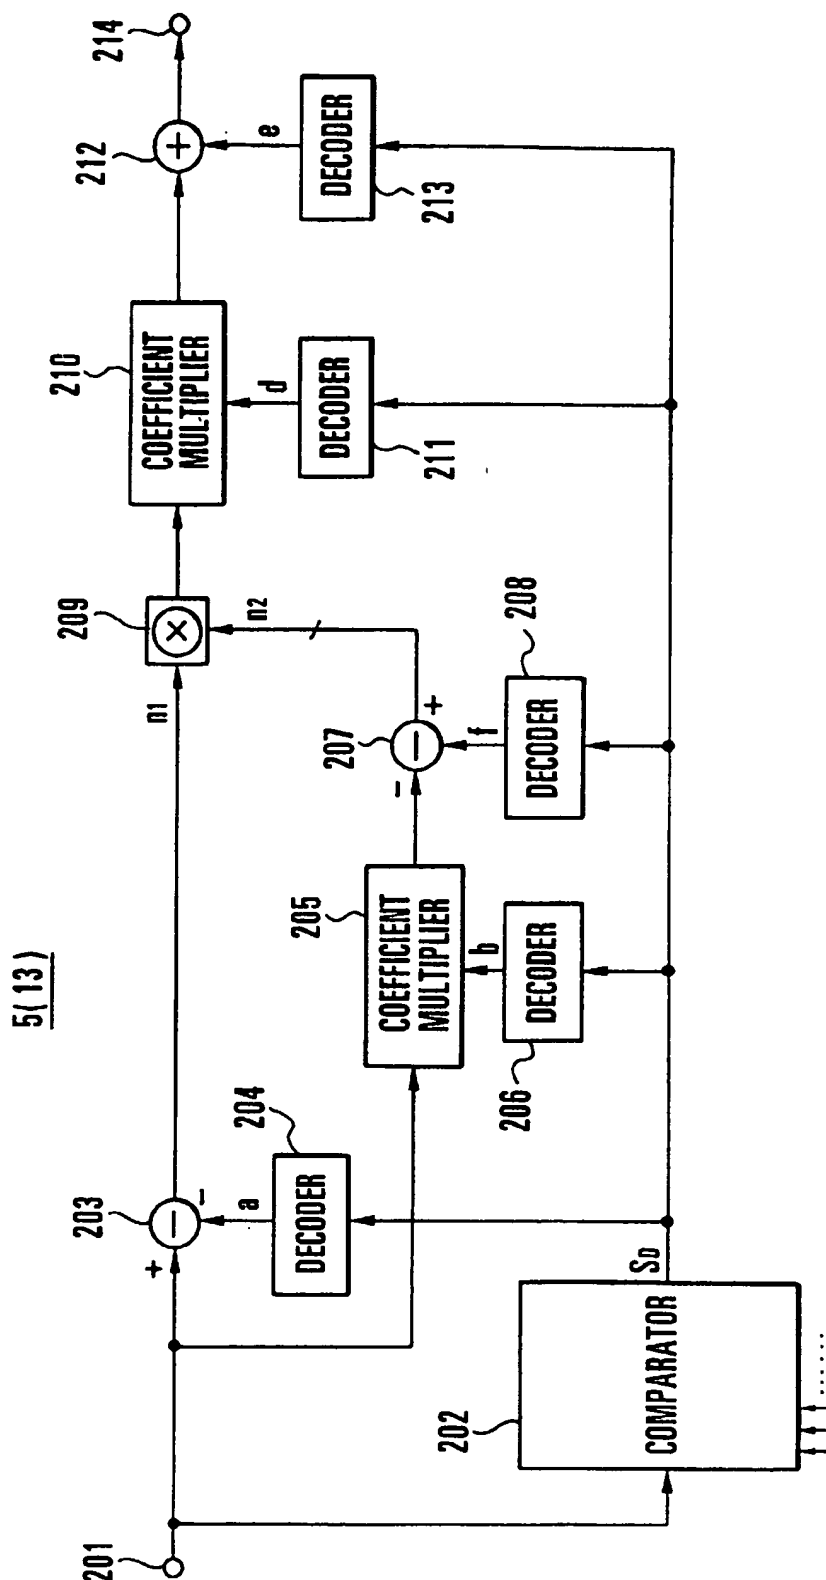 5(13)
201
202
COMPARATOR
......
SD
203
+
-
-
a
204
DECODER
205
COEFFICIENT
MULTIPLIER
b
206
DECODER
207
-
-
+
f
208
DECODER
n1
n2
209
×
210
COEFFICIENT
MULTIPLIER
d
211
DECODER
212
+
e
213
DECODER
214